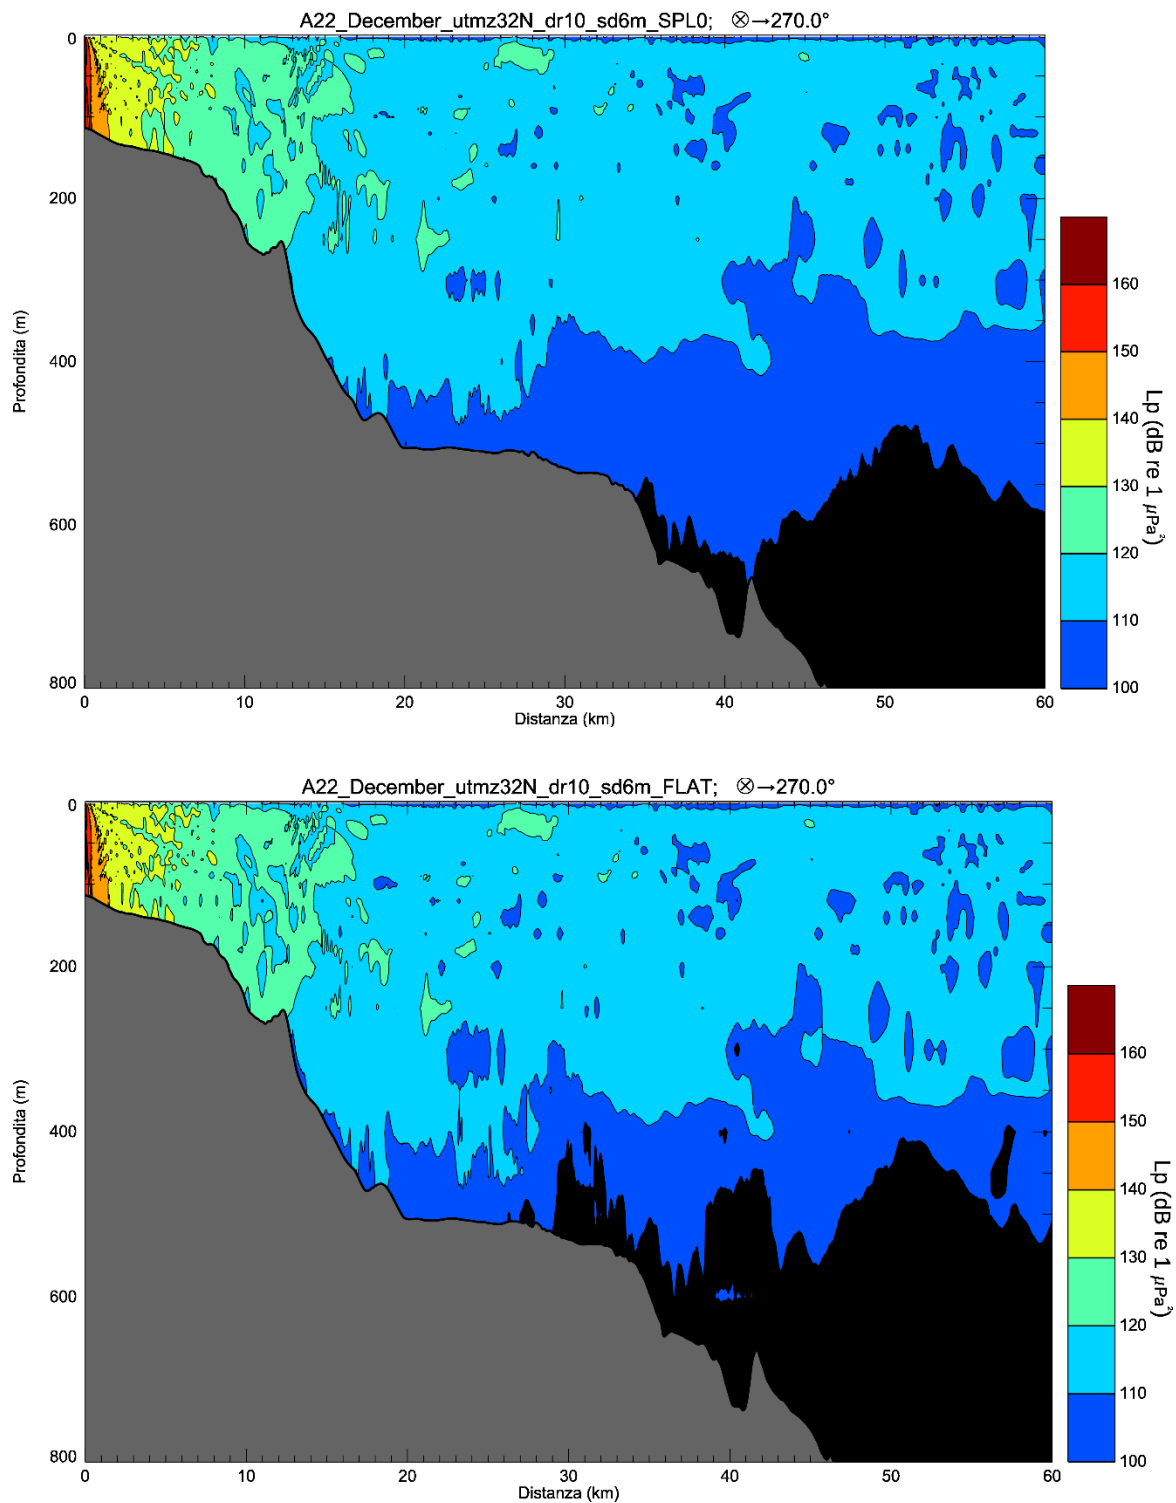 A22_December_utmz32N_dr10_sd6m_SPL0; ⊗→270.0°
0
200
400
600
800
Profondita (m)
0 10 20 30 40 50 60
Distanza (km)
160
150
140
130
120
110
100
Lp (dB re 1 µPa²)
A22_December_utmz32N_dr10_sd6m_FLAT; ⊗→270.0°
0
200
400
600
800
Profondita (m)
0 10 20 30 40 50 60
Distanza (km)
160
150
140
130
120
110
100
Lp (dB re 1 µPa²)